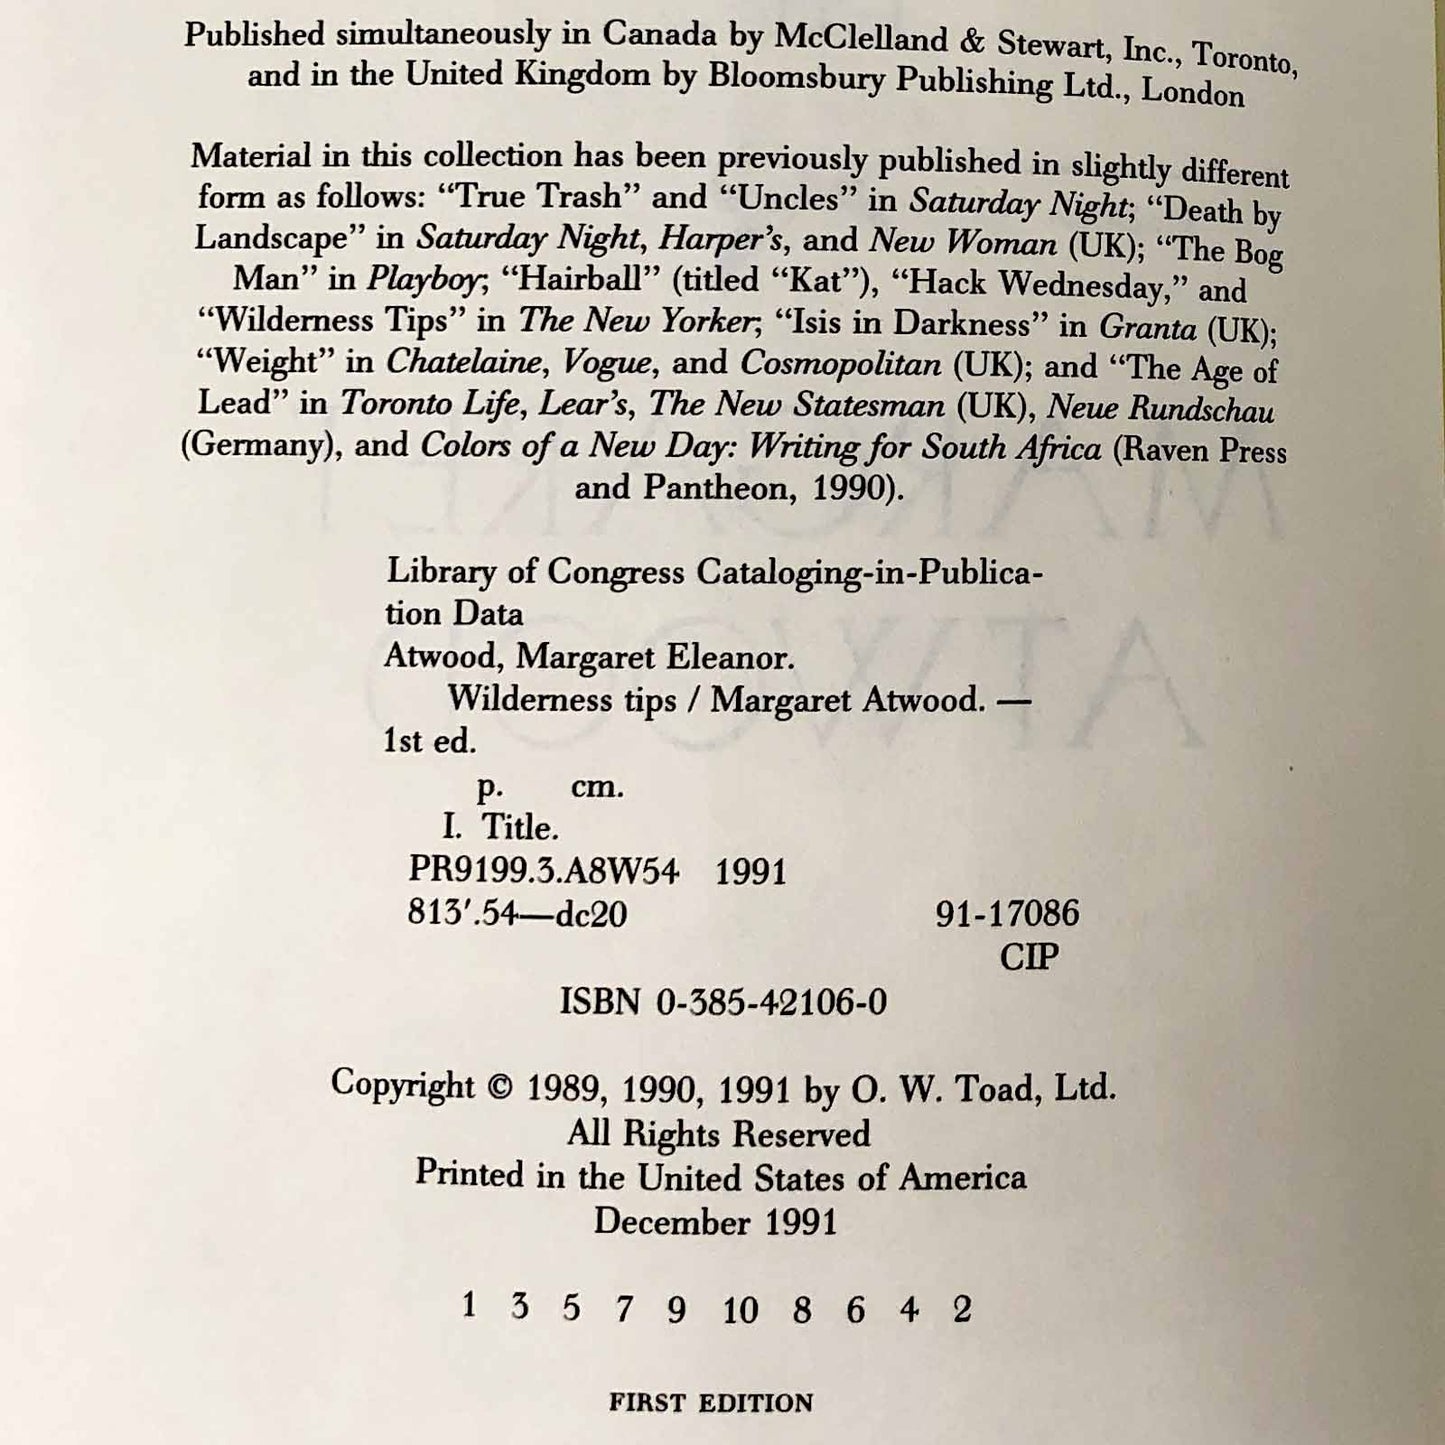 Published simultaneously in Canada by McClelland & Stewart, Inc., Toronto,
and in the United Kingdom by Bloomsbury Publishing Ltd., London
Material in this collection has been previously published in slightly different
form as follows: “True Trash” and “Uncles” in Saturday Night; “Death by
Landscape” in Saturday Night, Harper’s, and New Woman (UK); “The Bog
Man” in Playboy; “Hairball” (titled “Kat”), “Hack Wednesday,” and
“Wilderness Tips” in The New Yorker; “Isis in Darkness” in Granta (UK);
“Weight” in Chatelaine, Vogue, and Cosmopolitan (UK); and “The Age of
Lead” in Toronto Life, Lear’s, The New Statesman (UK), Neue Rundschau
(Germany), and Colors of a New Day: Writing for South Africa (Raven Press
and Pantheon, 1990).
Library of Congress Cataloging-in-Publica-
tion Data
Atwood, Margaret Eleanor.
Wilderness tips / Margaret Atwood. —
1st ed.
p. cm.
I. Title.
PR9199.3.A8W54 1991
813′.54—dc20 91-17086
CIP
ISBN 0-385-42106-0
Copyright © 1989, 1990, 1991 by O. W. Toad, Ltd.
All Rights Reserved
Printed in the United States of America
December 1991
1 3 5 7 9 10 8 6 4 2
FIRST EDITION